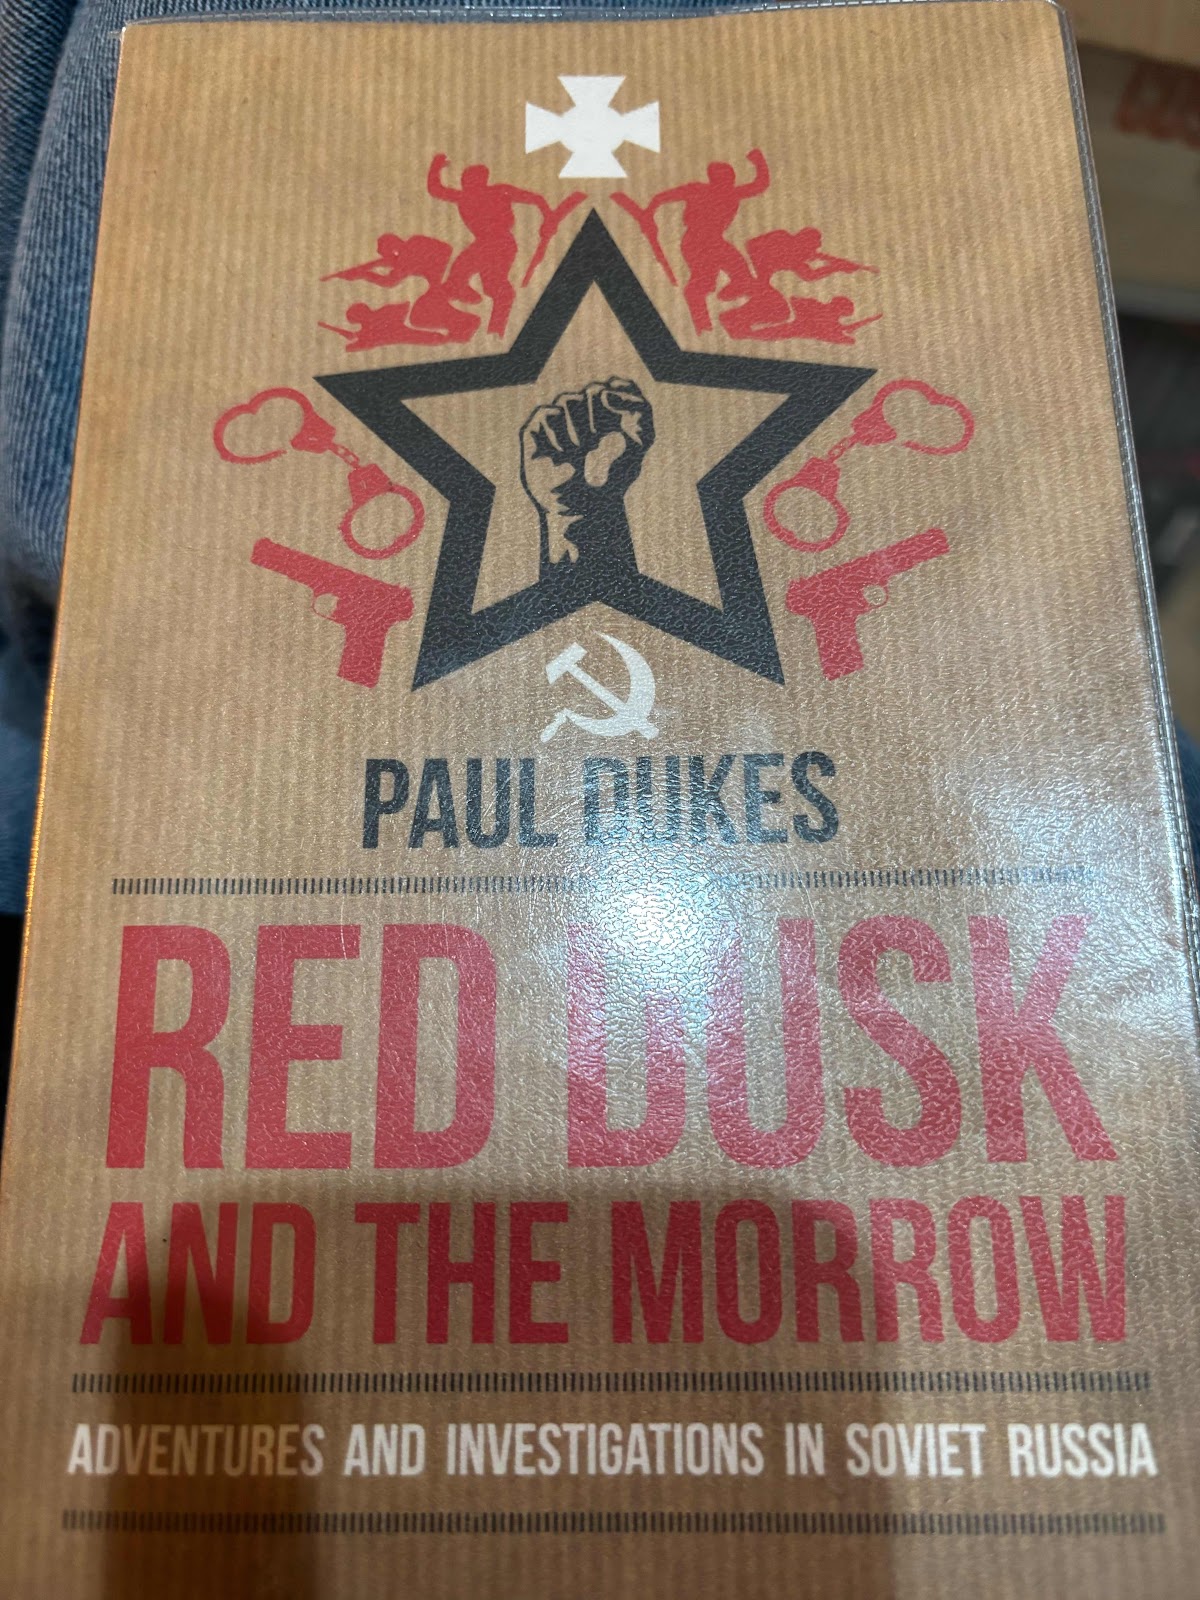 PAUL DUKES
RED DUSK
AND THE MORROW
ADVENTURES AND INVESTIGATIONS IN SOVIET RUSSIA